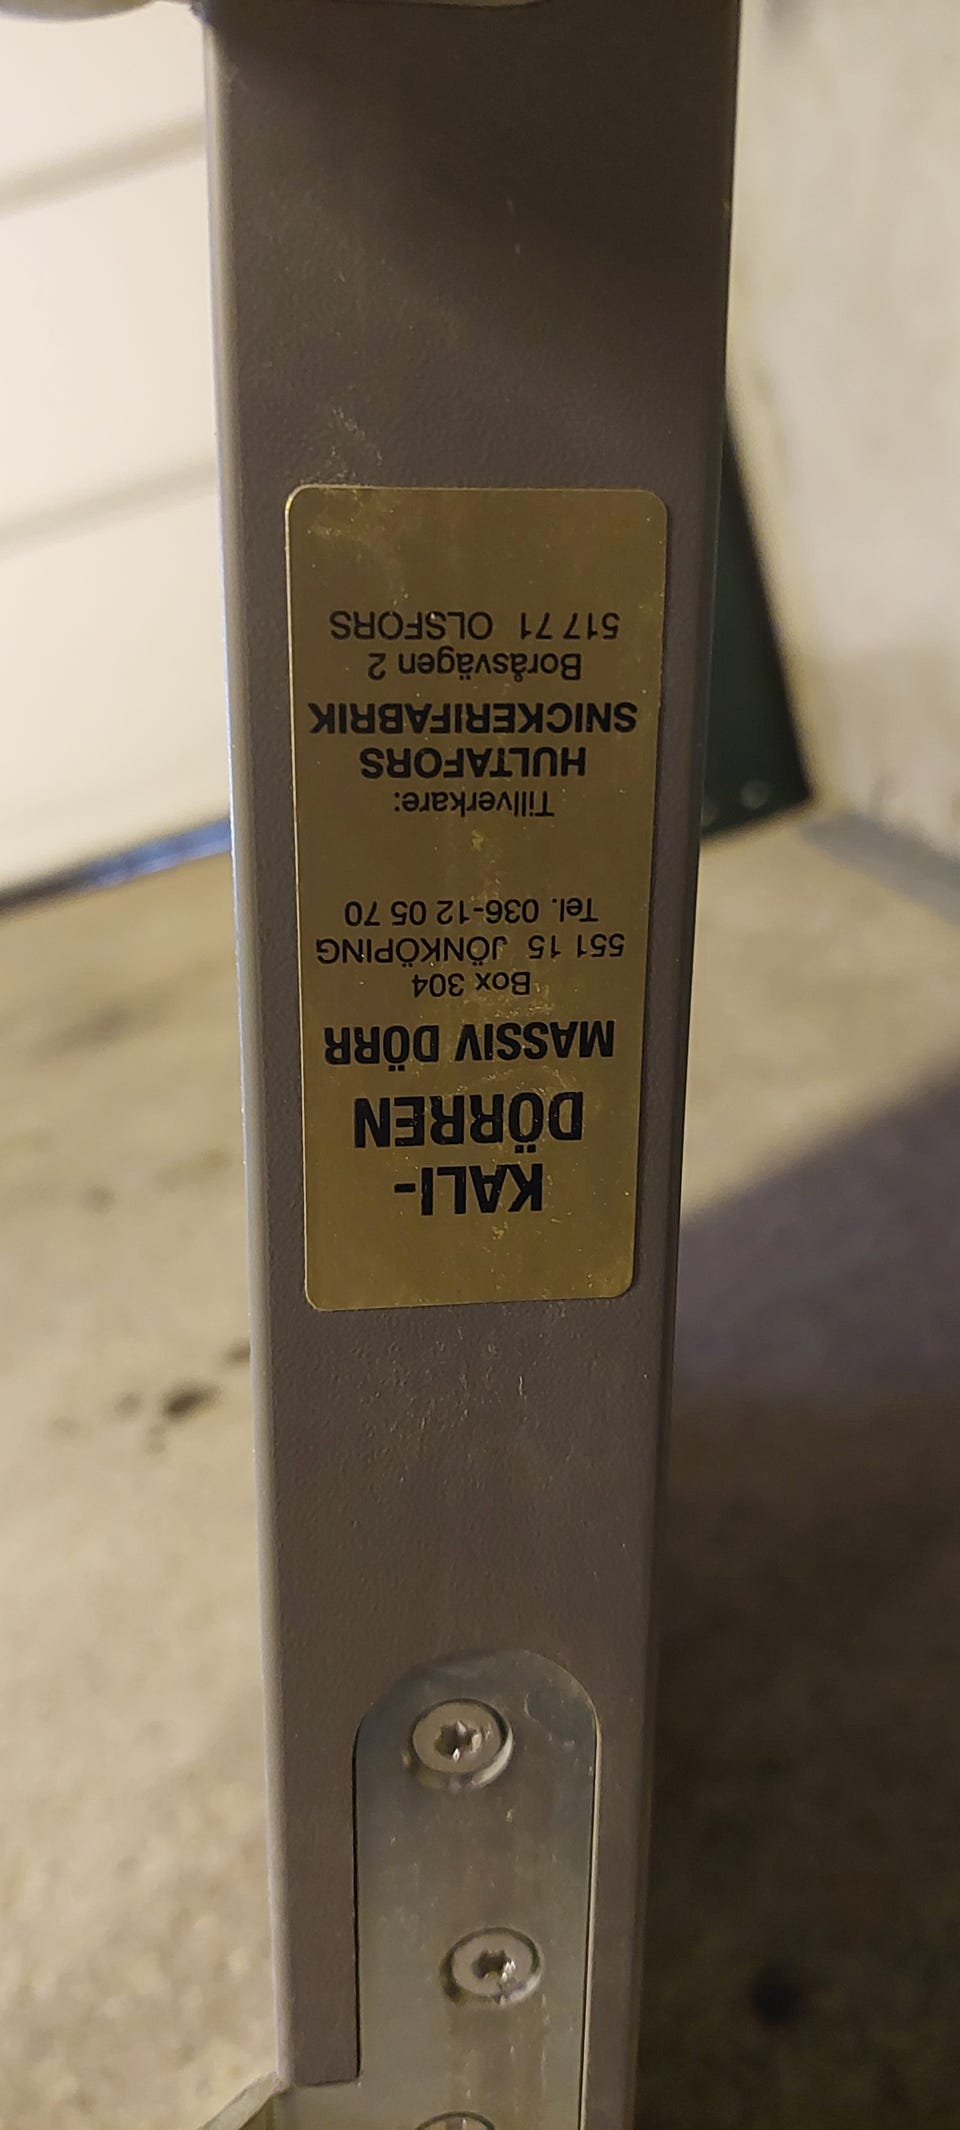 KALI-
DÖRREN
MASSIV DÖRR
Box 304
551 15 JÖNKÖPING
Tel. 036-12 05 70
Tillverkare:
HULTAFORS
SNICKERIFABRIK
Boråsvägen 2
517 71 OLSFORS